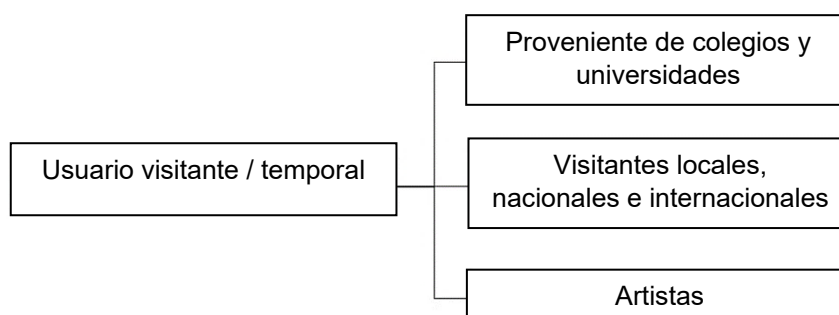 Proveniente de colegios y
universidades
Usuario visitante / temporal
Visitantes locales,
nacionales e internacionales
Artistas